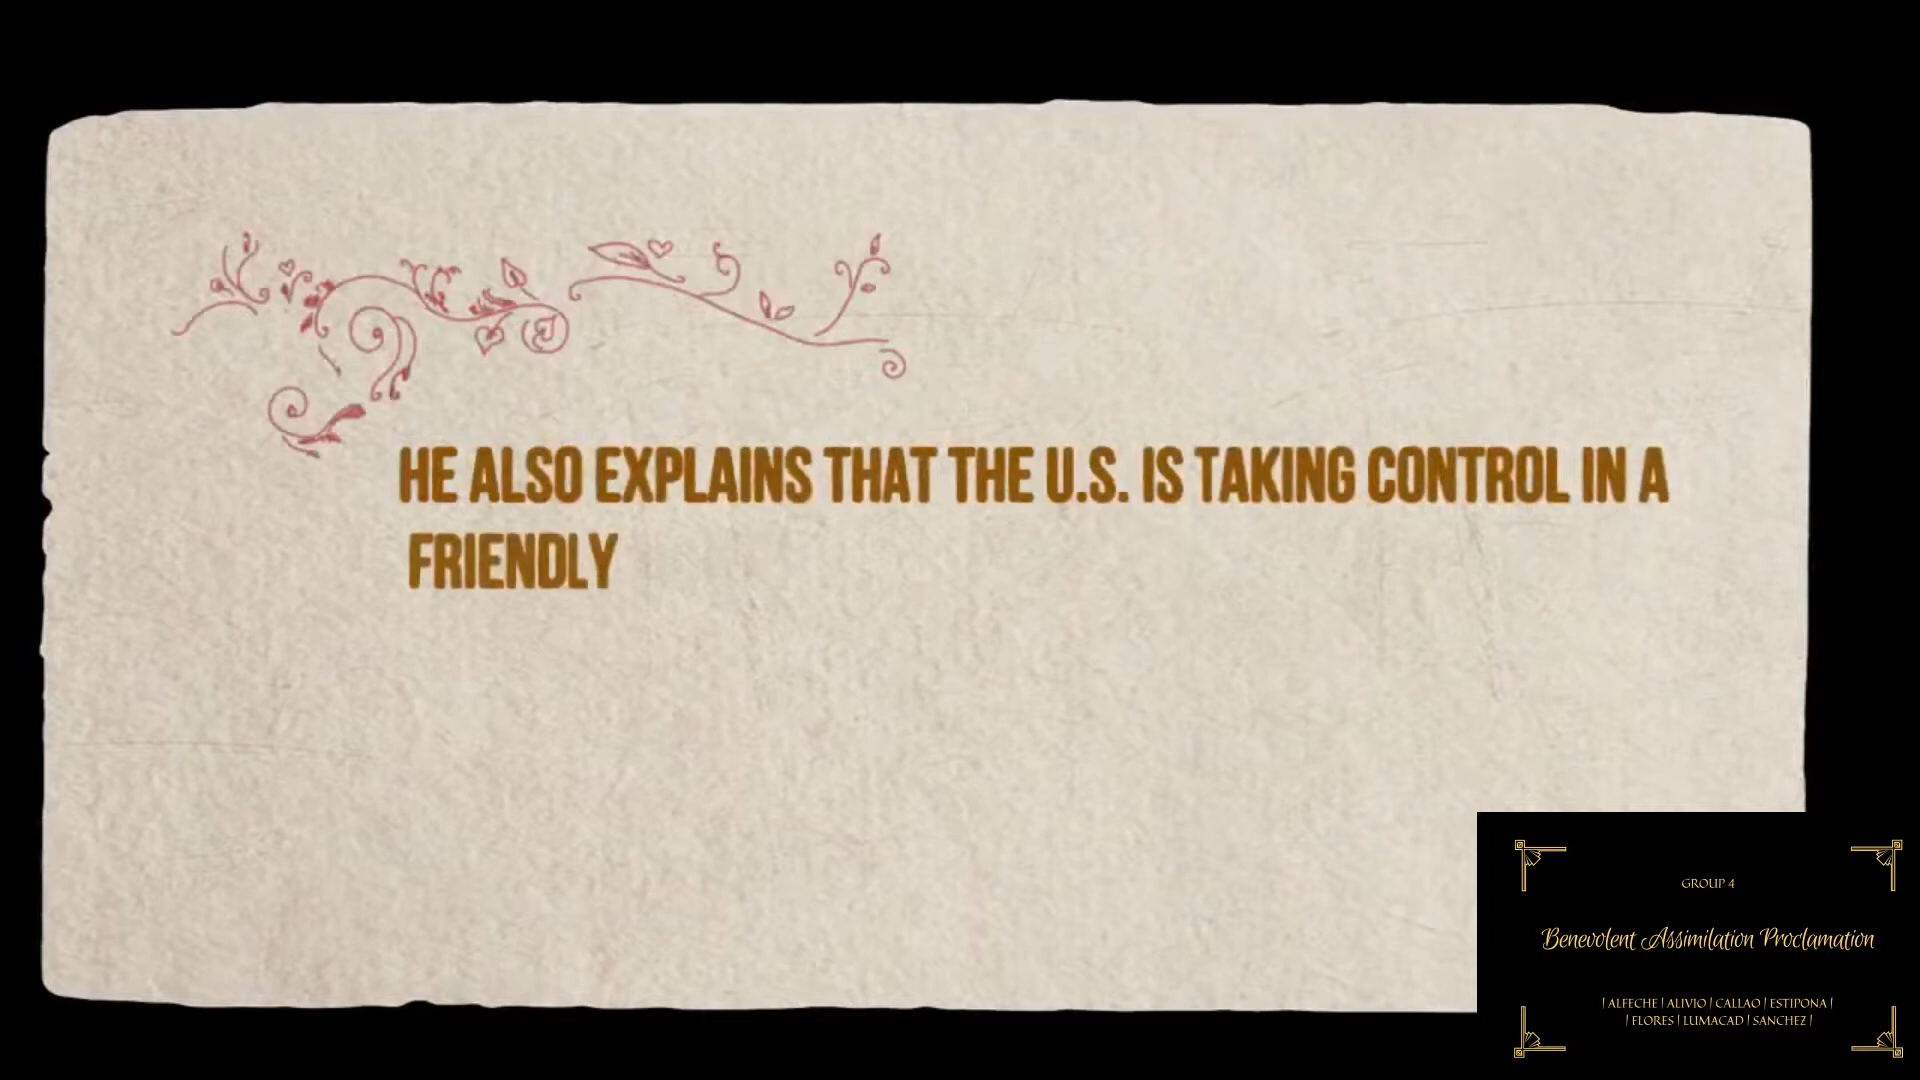 HE ALSO EXPLAINS THAT THE U.S. IS TAKING CONTROL IN A
FRIENDLY
GROUP 4
Benevolent Assimilation Proclamation
| ALFECHE | ALIVIO | CALLAO | ESTIPONA |
| FLORES | LUMACAD | SANCHEZ |